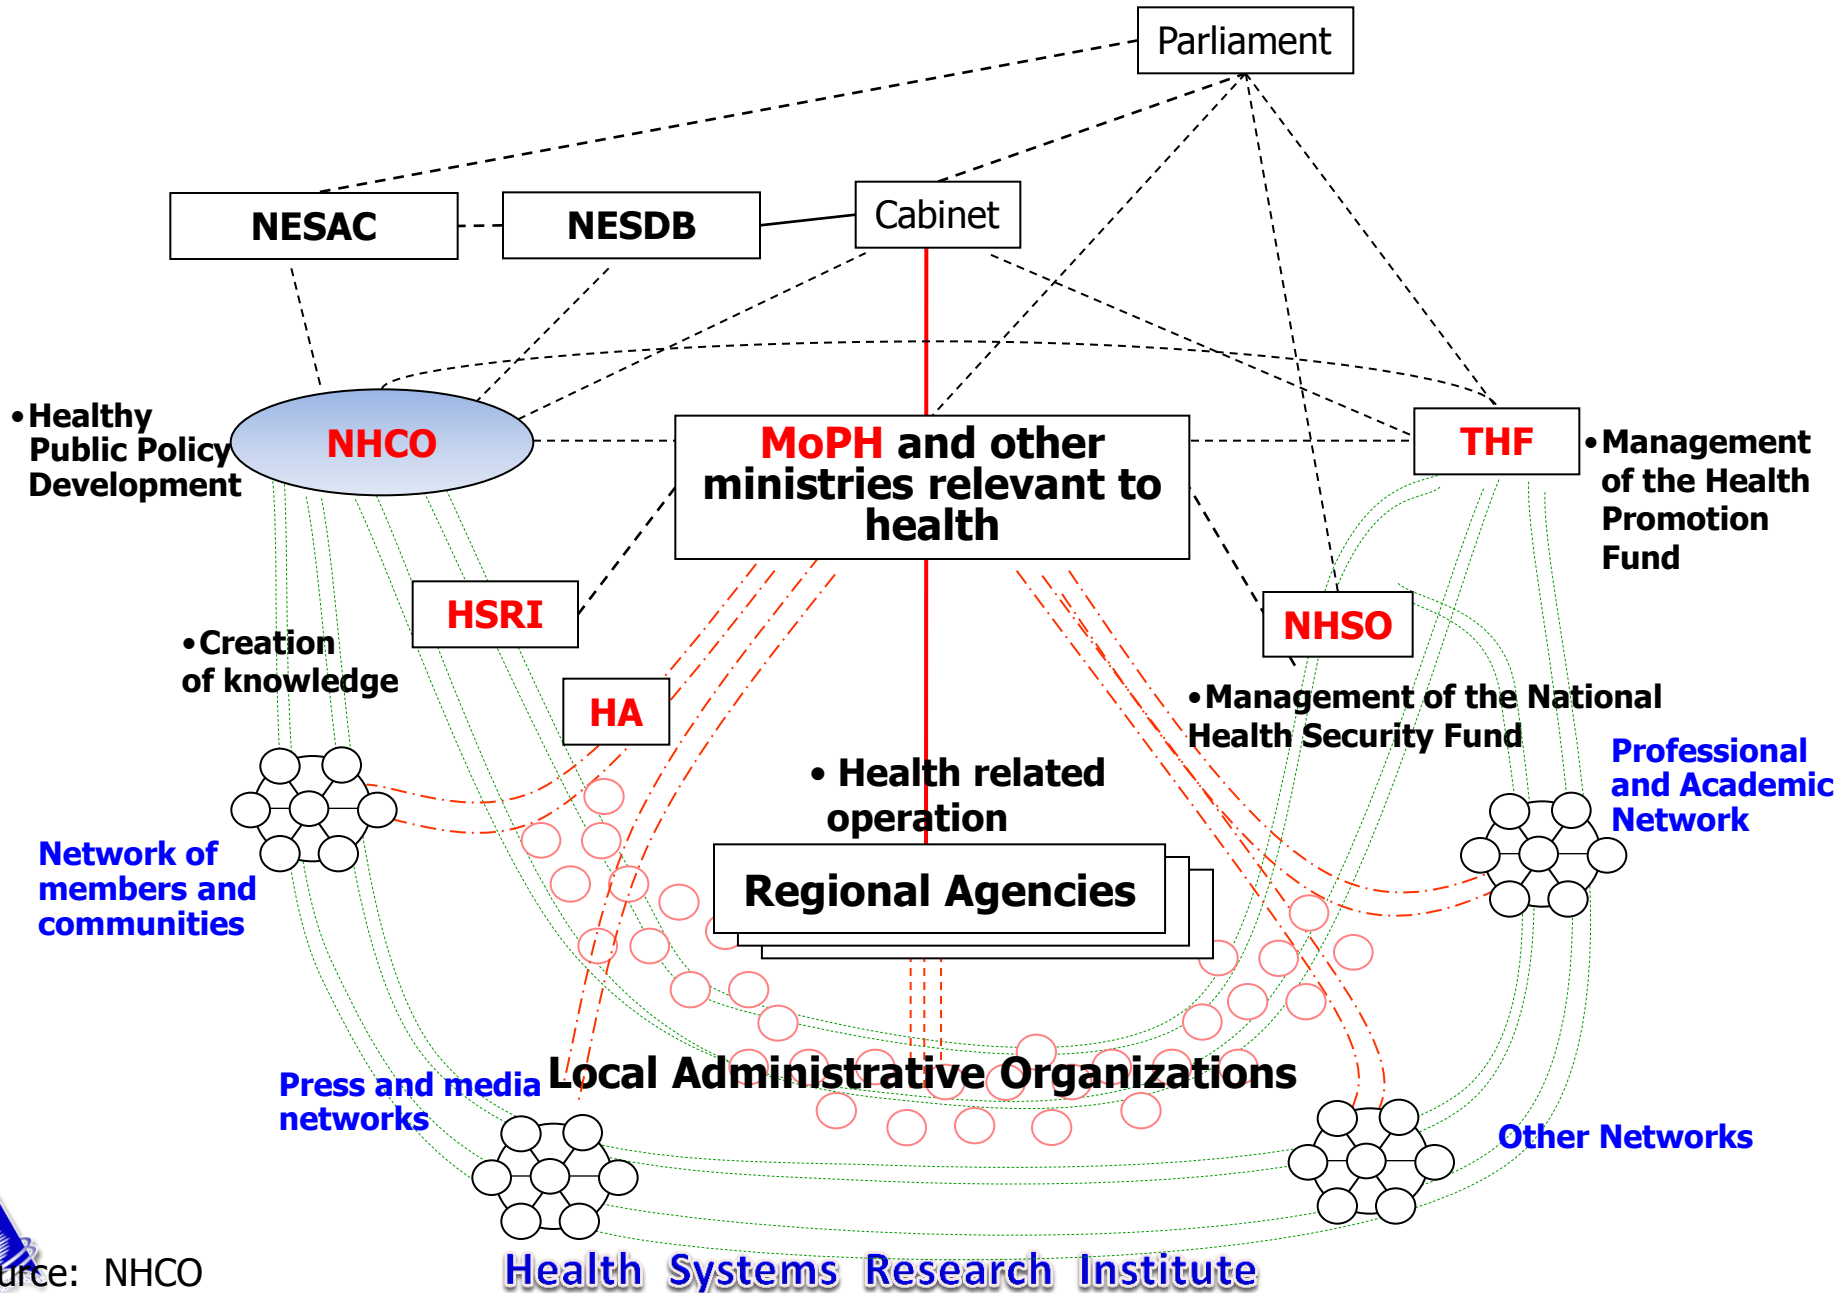 Parliament
NESAC
NESDB
Cabinet
•Healthy
Public Policy
Development
NHCO
MoPH and other
ministries relevant to
health
THF
•Management
of the Health
Promotion
Fund
HSRI
NHSO
•Creation
of knowledge
HA
•Management of the National
Health Security Fund
• Health related
operation
Professional
and Academic
Network
Network of
members and
communities
Regional Agencies
Local Administrative Organizations
Press and media
networks
Other Networks
urce: NHCO
Health Systems Research Institute